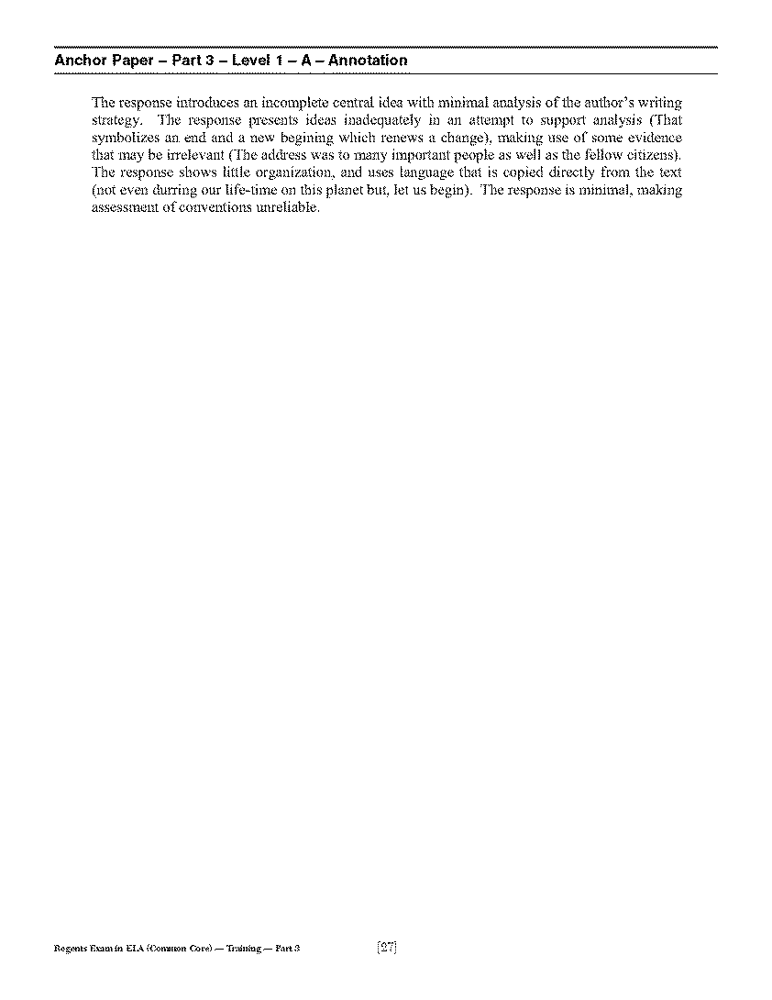 Anchor Paper – Part 3 – Level 1 – A – Annotation
The response introduces an incomplete central idea with minimal analysis of the author's writing
strategy. The response presents ideas inadequately in an attempt to support analysis (That
symbolizes an end and a new begining which renews a change), making use of some evidence
that may be irrelevant (The address was to many important people as well as the fellow citizens).
The response shows little organization, and uses language that is copied directly from the text
(not even durring our life-time on this planet but, let us begin). The response is minimal, making
assessment of conventions unreliable.
Regents Exam in ELA (Common Core) — Training — Part 3 [27]